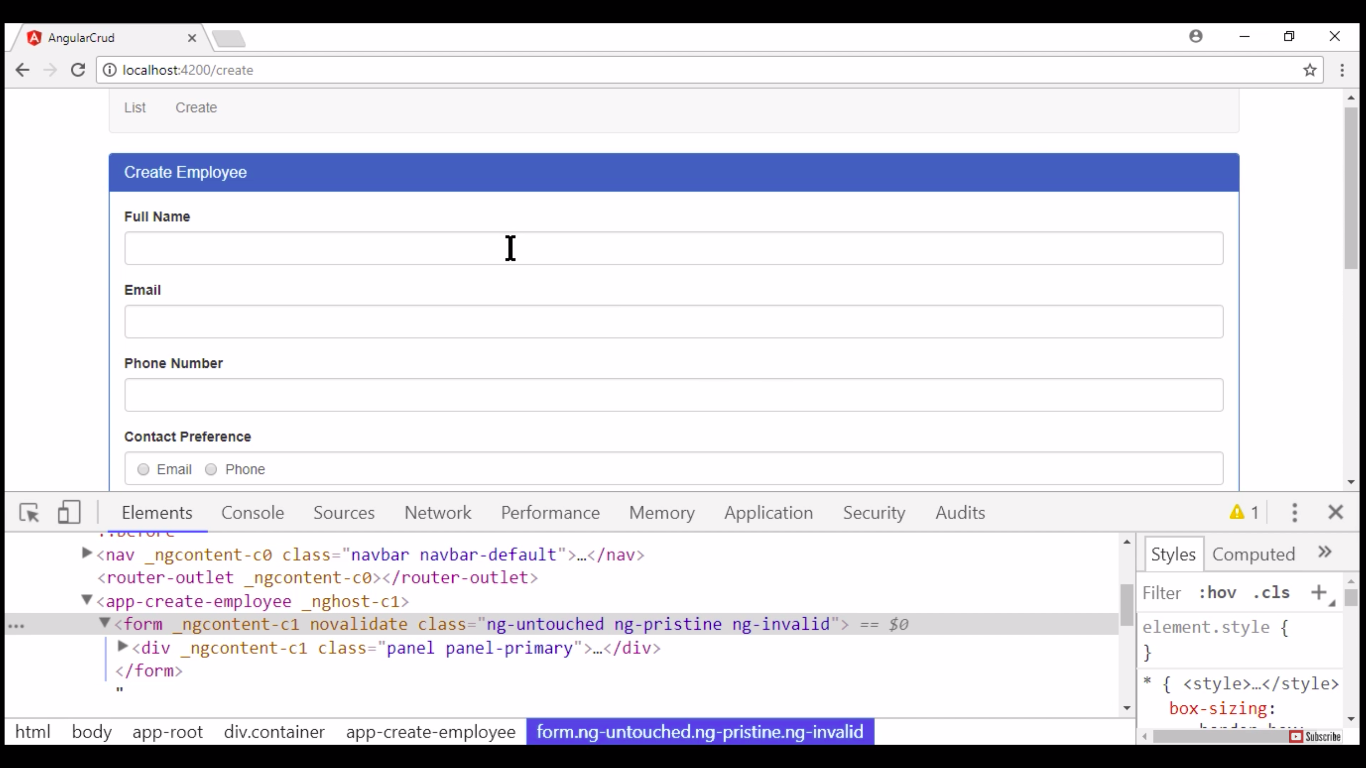 AngularCrud
localhost:4200/create
List Create
Create Employee
Full Name
Email
Phone Number
Contact Preference
Email Phone
Elements Console Sources Network Performance Memory Application Security Audits 1
<nav _ngcontent-c0 class="navbar navbar-default">…</nav>
<router-outlet _ngcontent-c0></router-outlet>
<app-create-employee _nghost-c1>
<form _ngcontent-c1 novalidate class="ng-untouched ng-pristine ng-invalid"> == $0
<div _ngcontent-c1 class="panel panel-primary">…</div>
</form>
"
html body app-root div.container app-create-employee form.ng-untouched.ng-pristine.ng-invalid
Styles Computed »
Filter :hov .cls +
element.style {
}
* { <style>…</style>
box-sizing:
Subscribe